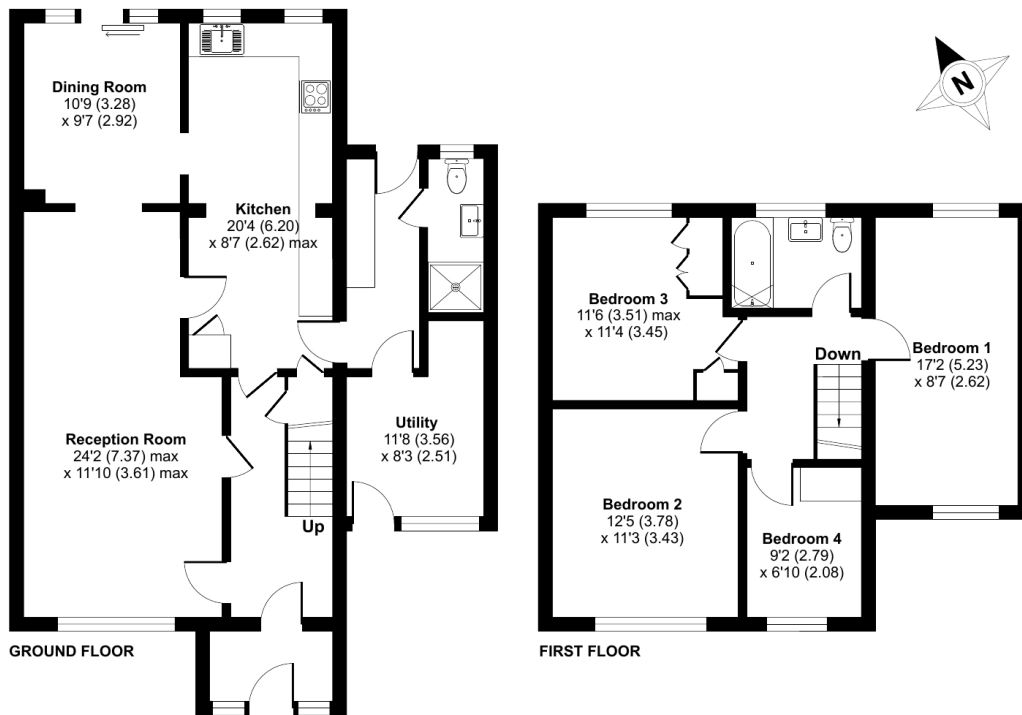 Dining Room
10'9 (3.28)
x 9'7 (2.92)
Kitchen
20'4 (6.20)
x 8'7 (2.62) max
Reception Room
24'2 (7.37) max
x 11'10 (3.61) max
Utility
11'8 (3.56)
x 8'3 (2.51)
Up
GROUND FLOOR
N
Bedroom 3
11'6 (3.51) max
x 11'4 (3.45)
Down
Bedroom 1
17'2 (5.23)
x 8'7 (2.62)
Bedroom 2
12'5 (3.78)
x 11'3 (3.43)
Bedroom 4
9'2 (2.79)
x 6'10 (2.08)
FIRST FLOOR